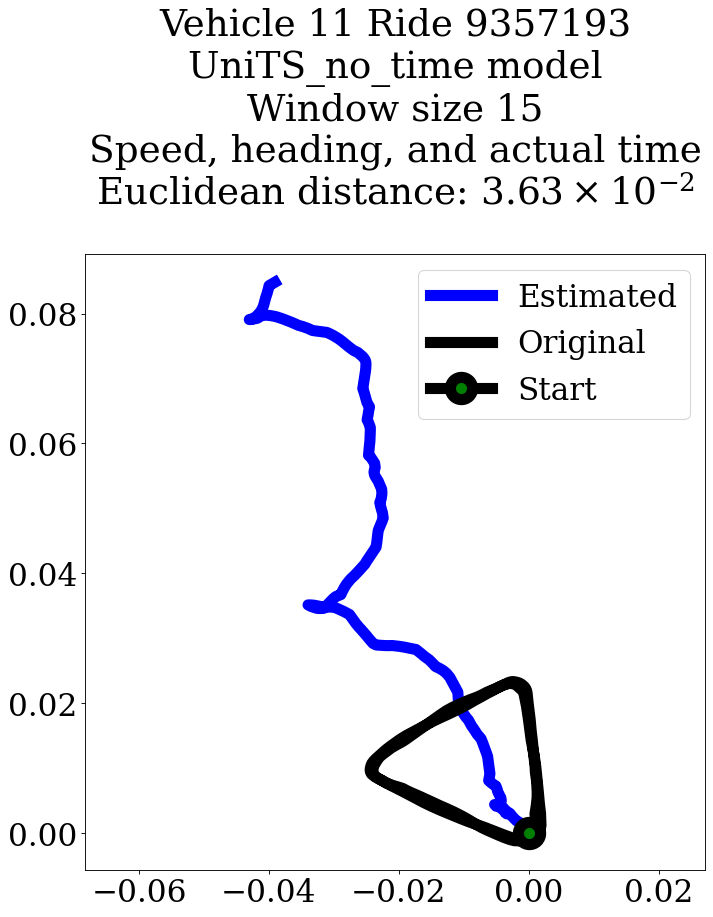 Vehicle 11 Ride 9357193
UniTS_no_time model
Window size 15
Speed, heading, and actual time
Euclidean distance: 3.63 × 10⁻²
Estimated
Original
Start
0.08
0.06
0.04
0.02
0.00
−0.06 −0.04 −0.02 0.00 0.02